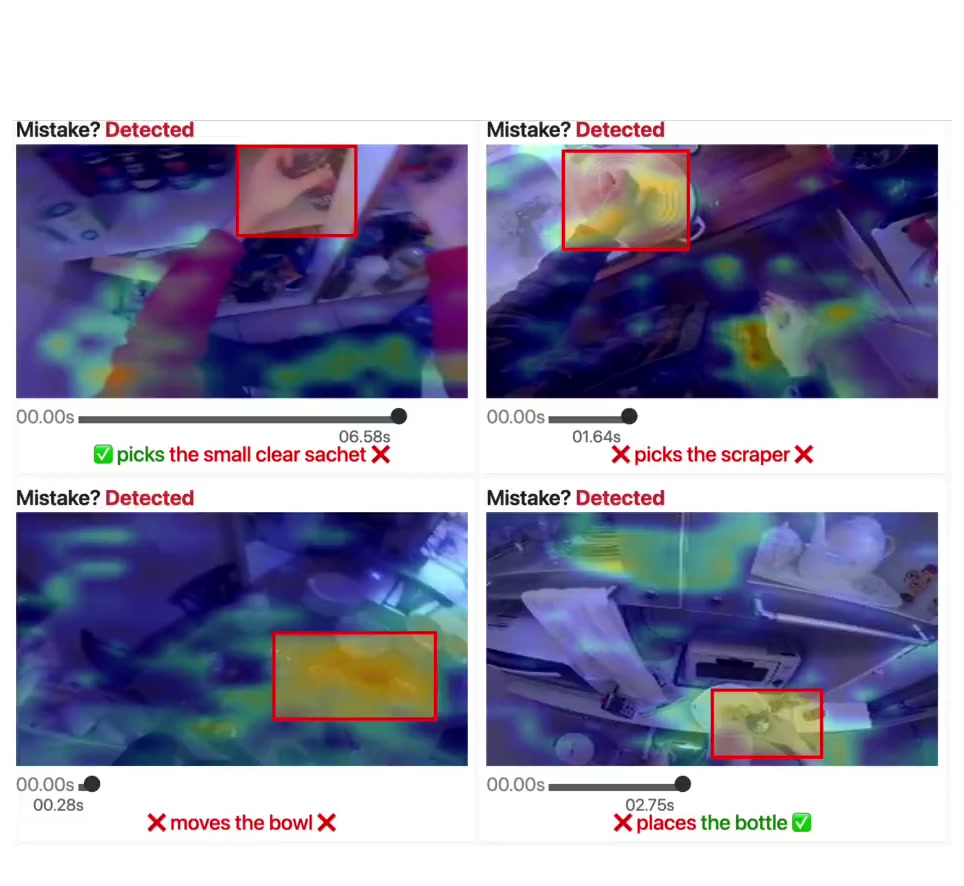 Mistake? Detected
00.00s
06.58s
✅ picks the small clear sachet ❌
Mistake? Detected
00.00s
01.64s
❌ picks the scraper ❌
Mistake? Detected
00.00s
00.28s
❌ moves the bowl ❌
Mistake? Detected
00.00s
02.75s
❌ places the bottle ✅